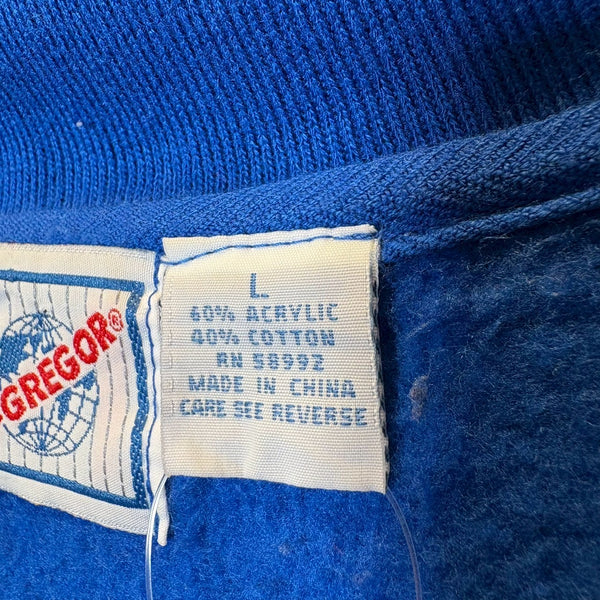 GREGOR®
L
60% ACRYLIC
40% COTTON
RN 58992
MADE IN CHINA
CARE SEE REVERSE